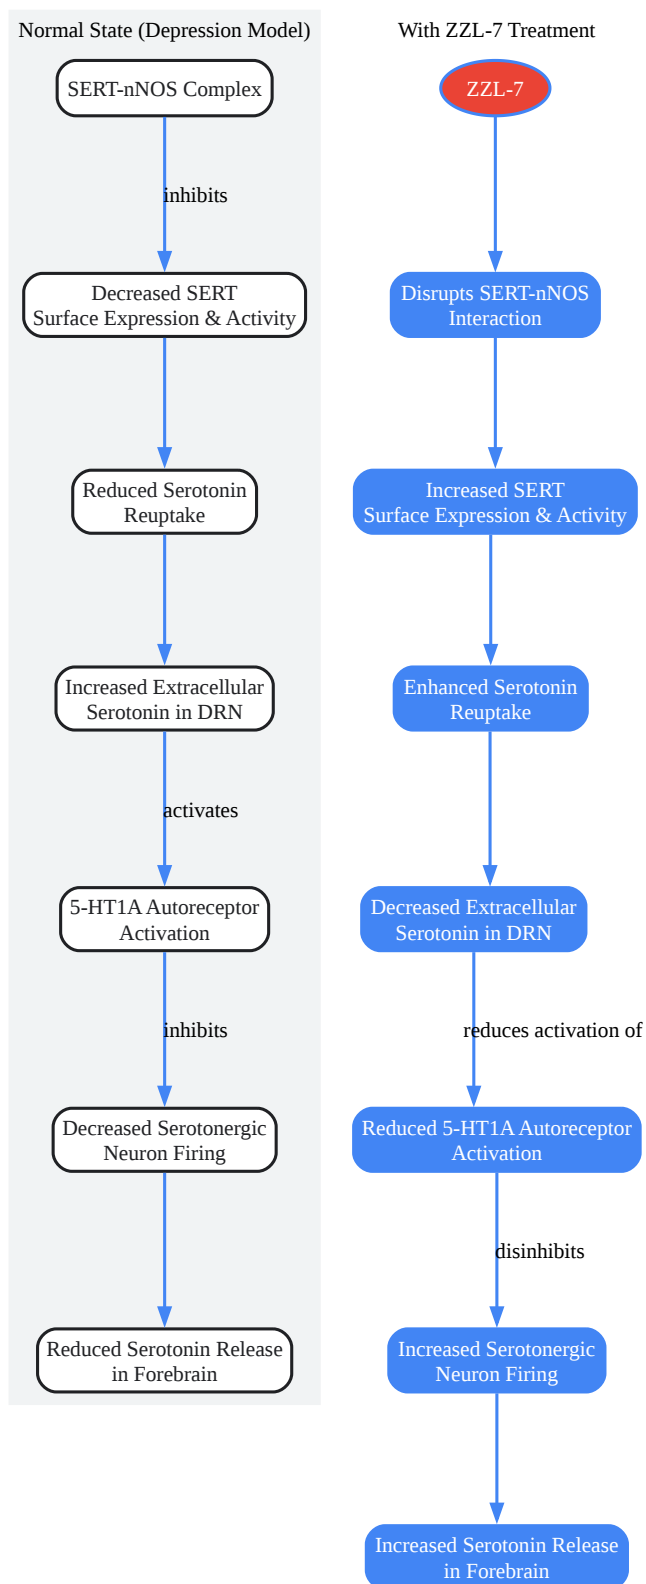 Normal State (Depression Model)
SERT-nNOS Complex
inhibits
Decreased SERT
Surface Expression & Activity
Reduced Serotonin
Reuptake
Increased Extracellular
Serotonin in DRN
activates
5-HT1A Autoreceptor
Activation
inhibits
Decreased Serotonergic
Neuron Firing
Reduced Serotonin Release
in Forebrain
With ZZL-7 Treatment
ZZL-7
Disrupts SERT-nNOS
Interaction
Increased SERT
Surface Expression & Activity
Enhanced Serotonin
Reuptake
Decreased Extracellular
Serotonin in DRN
reduces activation of
Reduced 5-HT1A Autoreceptor
Activation
disinhibits
Increased Serotonergic
Neuron Firing
Increased Serotonin Release
in Forebrain